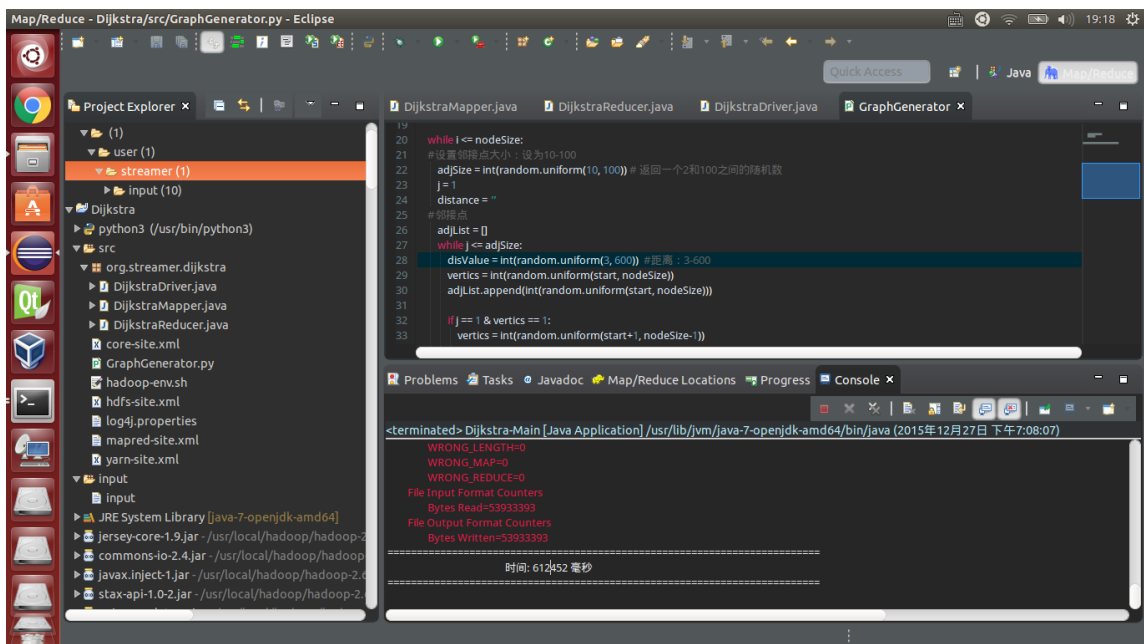 Map/Reduce - Dijkstra/src/GraphGenerator.py - Eclipse
19:18
Quick Access
Java
Map/Reduce
Project Explorer
(1)
user (1)
streamer (1)
input (10)
Dijkstra
python3 (/usr/bin/python3)
src
org.streamer.dijkstra
DijkstraDriver.java
DijkstraMapper.java
DijkstraReducer.java
core-site.xml
GraphGenerator.py
hadoop-env.sh
hdfs-site.xml
log4j.properties
mapred-site.xml
yarn-site.xml
input
input
JRE System Library [java-7-openjdk-amd64]
jersey-core-1.9.jar - /usr/local/hadoop/hadoop-2
commons-io-2.4.jar - /usr/local/hadoop/hadoop
javax.inject-1.jar - /usr/local/hadoop/hadoop-2.6
stax-api-1.0-2.jar - /usr/local/hadoop/hadoop-2.
DijkstraMapper.java
DijkstraReducer.java
DijkstraDriver.java
GraphGenerator
19
20 while i <= nodeSize:
21 #设置邻接点大小：设为10-100
22 adjSize = int(random.uniform(10, 100)) # 返回一个2和100之间的随机数
23 j = 1
24 distance = ''
25 #邻接点
26 adjList = []
27 while j <= adjSize:
28 disValue = int(random.uniform(3, 600)) #距离：3-600
29 vertics = int(random.uniform(start, nodeSize))
30 adjList.append(int(random.uniform(start, nodeSize)))
31
32 if j == 1 & vertics == 1:
33 vertics = int(random.uniform(start+1, nodeSize-1))
Problems
Tasks
Javadoc
Map/Reduce Locations
Progress
Console
<terminated> Dijkstra-Main [Java Application] /usr/lib/jvm/java-7-openjdk-amd64/bin/java (2015年12月27日 下午7:08:07)
WRONG_LENGTH=0
WRONG_MAP=0
WRONG_REDUCE=0
File Input Format Counters
Bytes Read=53933393
File Output Format Counters
Bytes Written=53933393
时间: 612452 毫秒